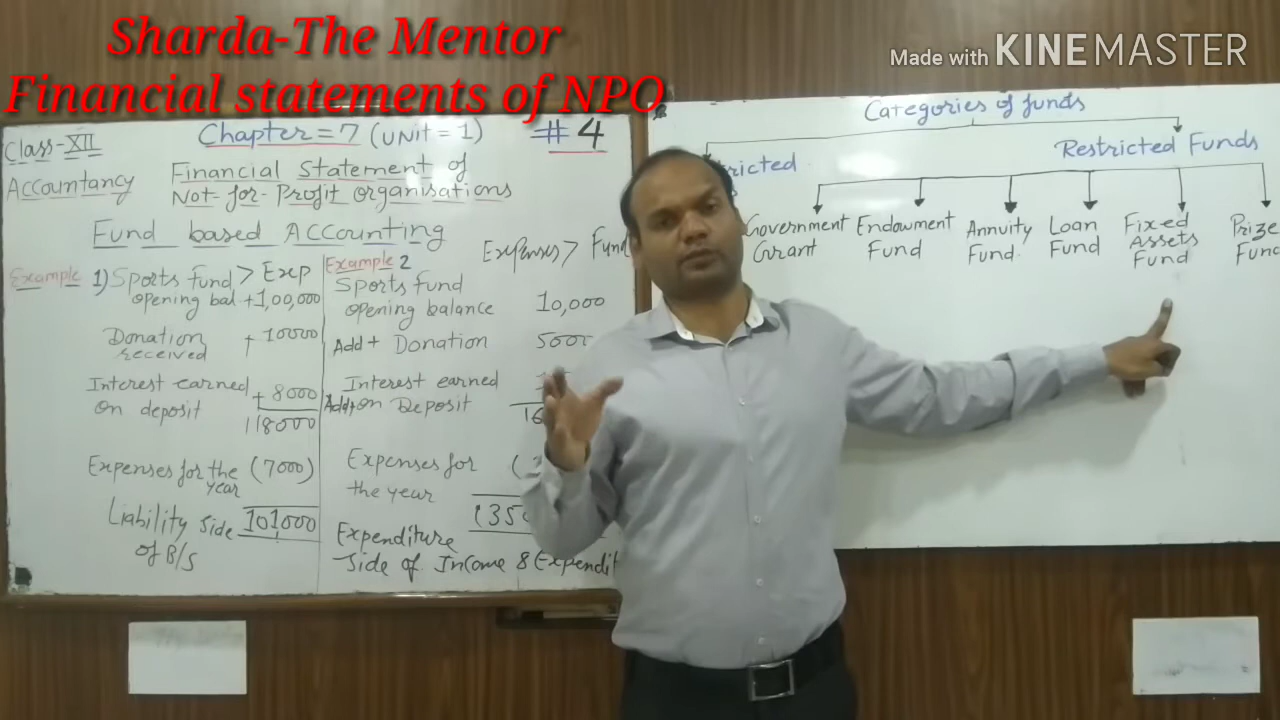 Sharda-The Mentor
Financial statements of NPO
Made with KINEMASTER
Class-XII
Accountancy
Chapter = 7 (UNIT = 1)
# 4
Financial Statement of
Not-for-Profit organisations
Fund based Accounting
Example 1) Sports fund > Exp
opening bal +1,00,000
Donation + 10000
received
Interest earned + 8000
on deposit
118000
Expenses for the (7000)
year
Liability side 101000
of B/S
Example 2
Expenses > Fund
Sports fund
opening balance 10,000
Add+ Donation
Interest earned
Add+ on Deposit
Expenses for
the year
Expenditure
side of Income & Expendit
Categories of funds
Restricted Funds
Government
Grant
Endowment
Fund
Annuity
Fund.
Loan
Fund
Fixed
Assets
Fund
Prize
Fund